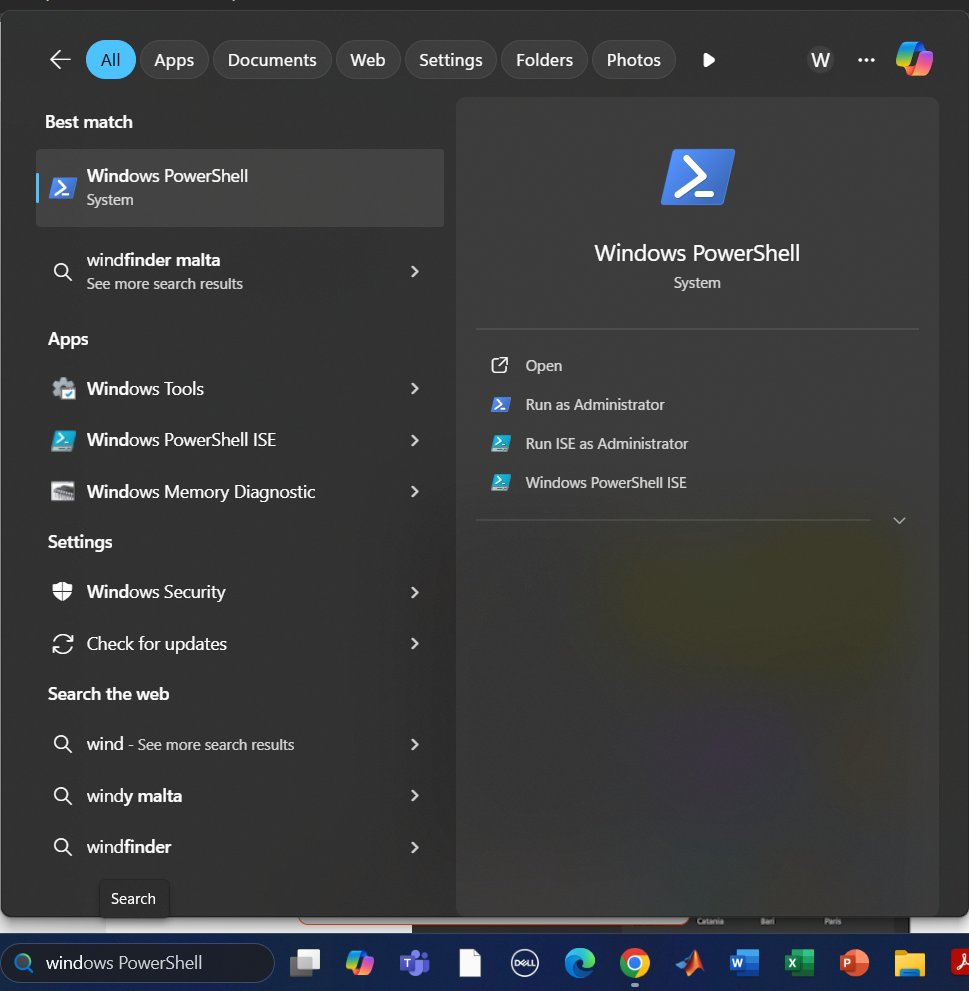 All
Apps
Documents
Web
Settings
Folders
Photos
W
Best match
Windows PowerShell
System
windfinder malta
See more search results
Apps
Windows Tools
Windows PowerShell ISE
Windows Memory Diagnostic
Settings
Windows Security
Check for updates
Search the web
wind - See more search results
windy malta
windfinder
Search
Windows PowerShell
System
Open
Run as Administrator
Run ISE as Administrator
Windows PowerShell ISE
Catania
Bari
Paris
windows PowerShell
T
DELL
W
X
P